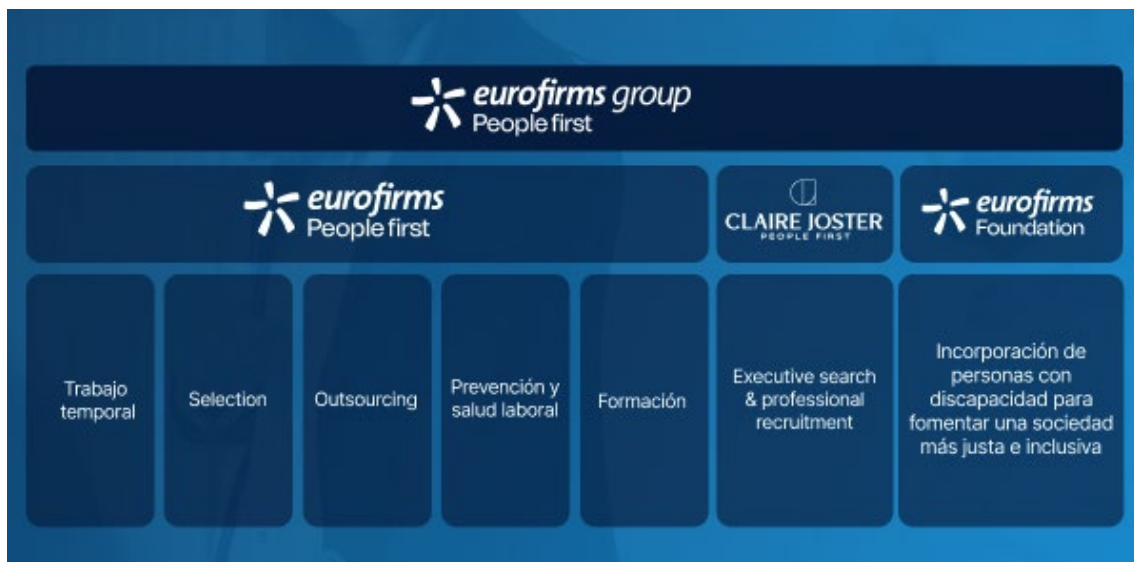 eurofirms group
People first
eurofirms
People first
CLAIRE JOSTER
PEOPLE FIRST
eurofirms
Foundation
Trabajo
temporal
Selection
Outsourcing
Prevención y
salud laboral
Formación
Executive search
& professional
recruitment
Incorporación de
personas con
discapacidad para
fomentar una sociedad
más justa e inclusiva